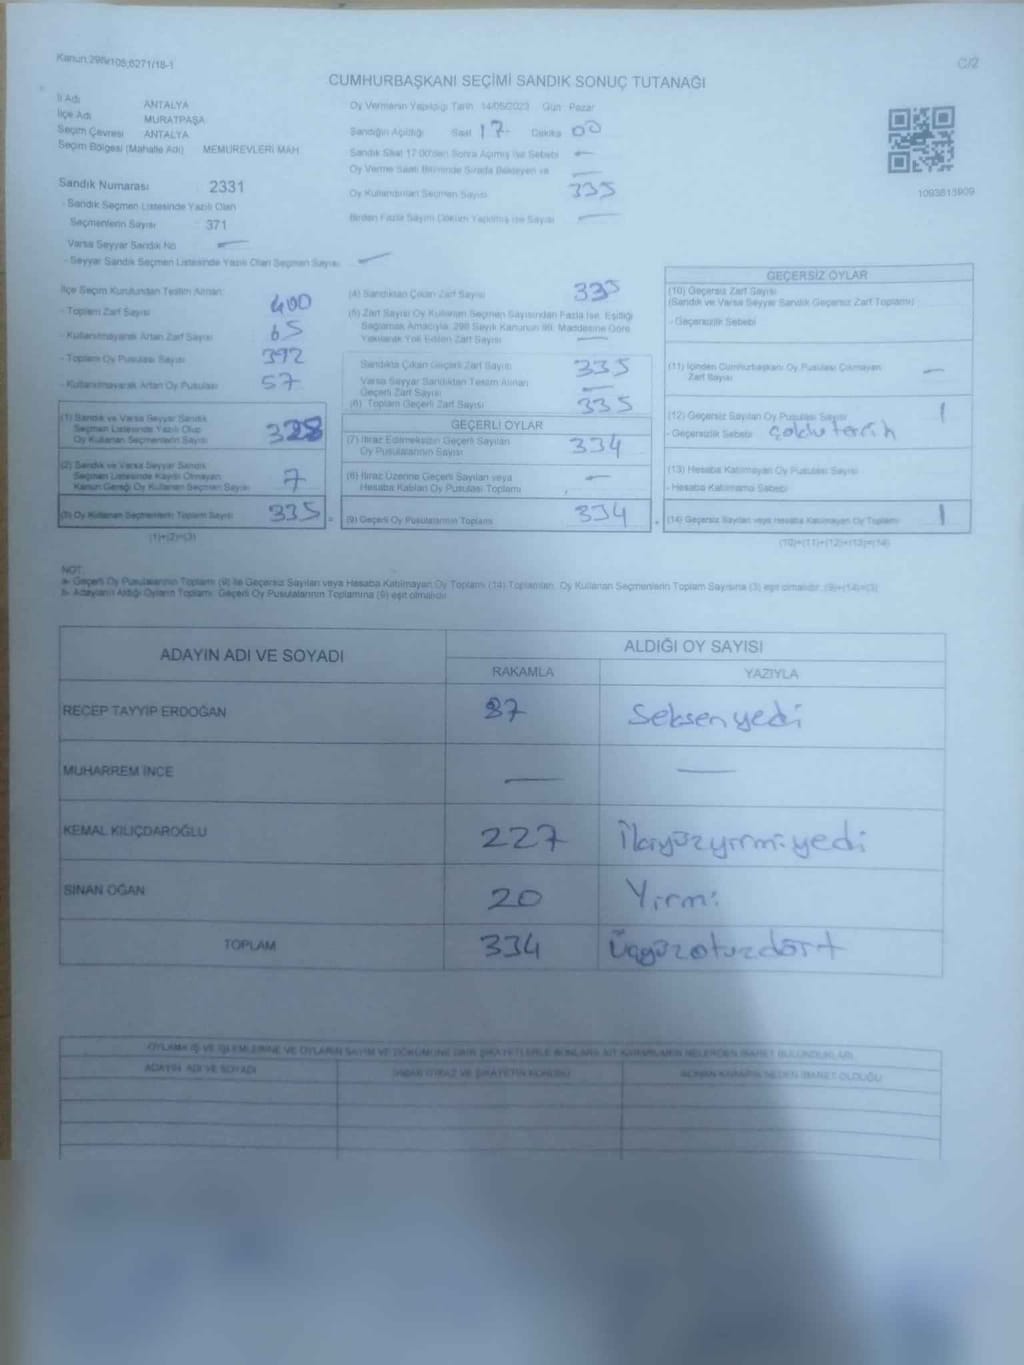 Kanun:298/108;6271/18-1
C/2
CUMHURBAŞKANI SEÇİMİ SANDIK SONUÇ TUTANAĞI
İl Adı ANTALYA
İlçe Adı MURATPAŞA
Seçim Çevresi ANTALYA
Seçim Bölgesi (Mahalle Adı) MEMUREVLERİ MAH.
Oy Vermenin Yapıldığı Tarih 14/05/2023 Gün: Pazar
Sandığın Açıldığı Saat 17 Dakika 00
Sandık Saat 17:00'den Sonra Açılmış İse Sebebi —
Oy Verme Saati Bitiminde Sırada Bekleyen ve —
Oy Kullandırılan Seçmen Sayısı 335
Birden Fazla Sayım Döküm Yapılmış ise Sayısı —
1093613909
Sandık Numarası 2331
- Sandık Seçmen Listesinde Yazılı Olan
Seçmenlerin Sayısı 371
Varsa Seyyar Sandık No —
- Seyyar Sandık Seçmen Listesinde Yazılı Olan Seçmen Sayısı —
İlçe Seçim Kurulundan Teslim Alınan:
- Toplam Zarf Sayısı 400
- Kullanılmayarak Artan Zarf Sayısı 65
- Toplam Oy Pusulası Sayısı 392
- Kullanılmayarak Artan Oy Pusulası 57
(1) Sandık ve Varsa Seyyar Sandık
Seçmen Listesinde Yazılı Olup
Oy Kullanan Seçmenlerin Sayısı 328
(2) Sandık ve Varsa Seyyar Sandık
Seçmen Listesinde Kaydı Olmayan
Kanun Gereği Oy Kullanan Seçmen Sayısı 7
(3) Oy Kullanan Seçmenlerin Toplam Sayısı 335
(1)+(2)=(3)
(4) Sandıktan Çıkan Zarf Sayısı 335
(5) Zarf Sayısı Oy Kullanan Seçmen Sayısından Fazla İse, Eşitliği
Sağlamak Amacıyla, 298 Sayılı Kanunun 98. Maddesine Göre
Yakılarak Yok Edilen Zarf Sayısı —
Sandıkta Çıkan Geçerli Zarf Sayısı 335
Varsa Seyyar Sandıktan Teslim Alınan
Geçerli Zarf Sayısı —
(6) Toplam Geçerli Zarf Sayısı 335
GEÇERLİ OYLAR
(7) İtiraz Edilmeksizin Geçerli Sayılan
Oy Pusulalarının Sayısı 334
(8) İtiraz Üzerine Geçerli Sayılan veya
Hesaba Katılan Oy Pusulası Toplamı —
(9) Geçerli Oy Pusulalarının Toplamı 334
GEÇERSİZ OYLAR
(10) Geçersiz Zarf Sayısı
(Sandık ve Varsa Seyyar Sandık Geçersiz Zarf Toplamı)
- Geçersizlik Sebebi
(11) İçinden Cumhurbaşkanı Oy Pusulası Çıkmayan
Zarf Sayısı —
(12) Geçersiz Sayılan Oy Pusulası Sayısı 1
- Geçersizlik Sebebi çoklu tercih
(13) Hesaba Katılmayan Oy Pusulası Sayısı
- Hesaba Katılmama Sebebi
(14) Geçersiz Sayılan veya Hesaba Katılmayan Oy Toplamı 1
(10)+(11)+(12)+(13)=(14)
NOT:
a- Geçerli Oy Pusulalarının Toplamı (9) ile Geçersiz Sayılan veya Hesaba Katılmayan Oy Toplamı (14) Toplamları, Oy Kullanan Seçmenlerin Toplam Sayısına (3) eşit olmalıdır. (9)+(14)=(3)
b- Adayların Aldığı Oyların Toplamı, Geçerli Oy Pusulalarının Toplamına (9) eşit olmalıdır
ADAYIN ADI VE SOYADI ALDIĞI OY SAYISI
RAKAMLA YAZIYLA
RECEP TAYYİP ERDOĞAN 87 Seksenyedi
MUHARREM İNCE — —
KEMAL KILIÇDAROĞLU 227 İkiyüzyirmiyedi
SİNAN OĞAN 20 Yirmi
TOPLAM 334 Üçyüzotuzdört
OYLAMA İŞ VE İŞLEMLERİNE VE OYLARIN SAYIM VE DÖKÜMÜNE DAİR ŞİKAYETLERLE BUNLARA AİT KARARLARIN NELERDEN İBARET BULUNDUKLARI
ADAYIN ADI VE SOYADI
ALINAN KARARIN NEDEN İBARET OLDUĞU